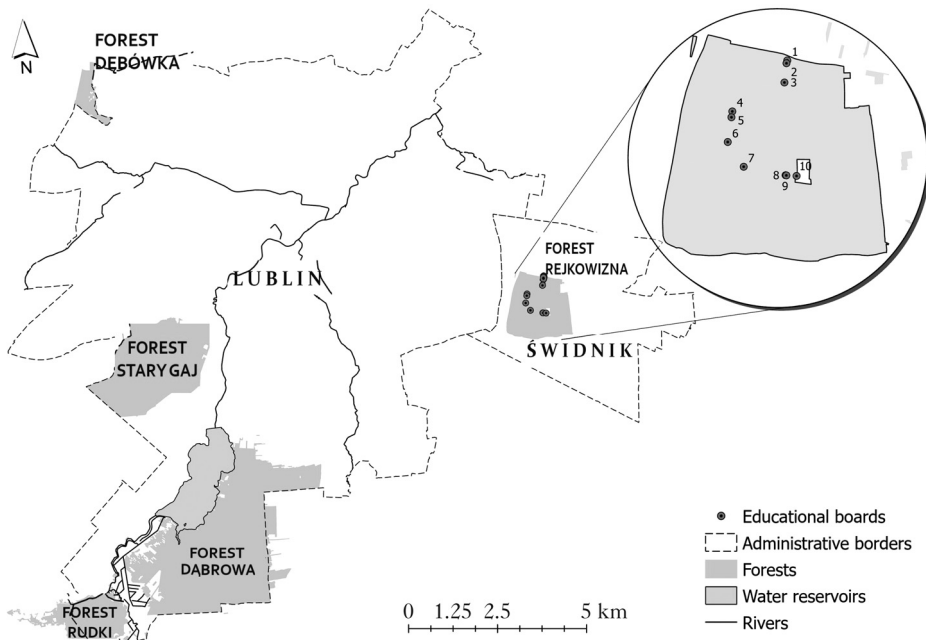 FOREST
DĘBÓWKA
N
1
2
3
4
5
6
7
8
9
10
FOREST
REJKOWIZNA
LUBLIN
ŚWIDNIK
FOREST
STARY GAJ
FOREST
DĄBROWA
FOREST
RUDKI
Educational boards
Administrative borders
Forests
Water reservoirs
Rivers
0 1.25 2.5 5 km